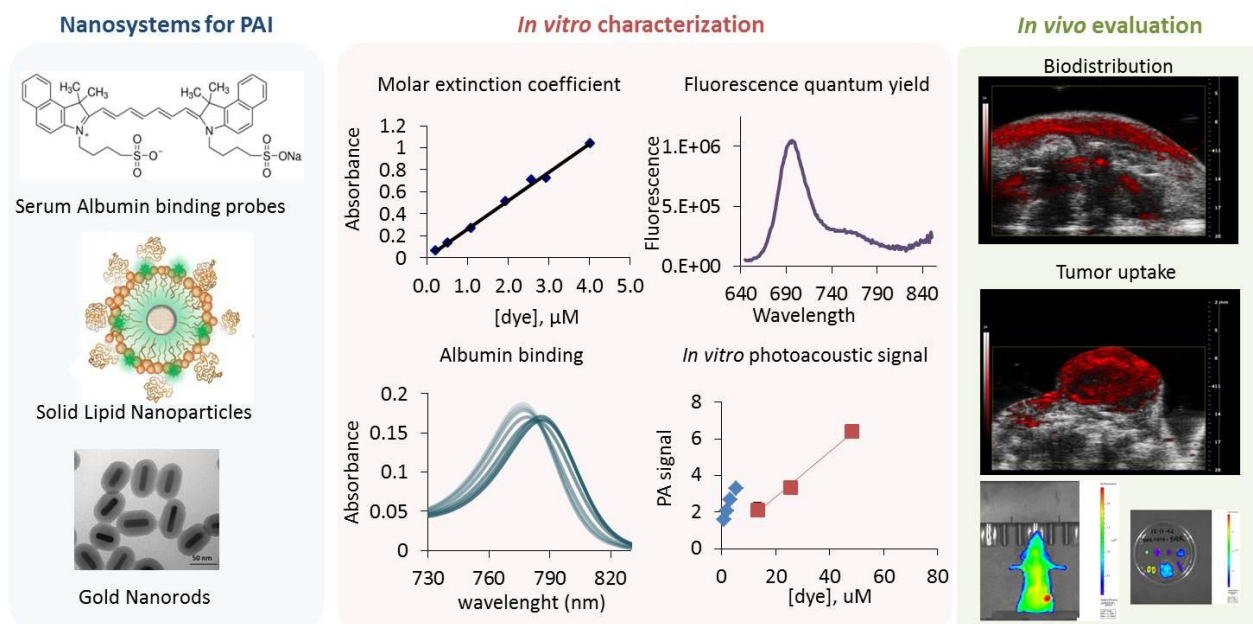 Nanosystems for PAI
H₃C
CH₃
H₃C
CH₃
N⁺
N
O
S
O⁻
O
O
S
ONa
O
Serum Albumin binding probes
Solid Lipid Nanoparticles
50 nm
Gold Nanorods
In vitro characterization
Molar extinction coefficient
Absorbance
1.2
1
0.8
0.6
0.4
0.2
0
0.0 1.0 2.0 3.0 4.0 5.0
[dye], µM
Fluorescence quantum yield
Fluorescence
1.E+06
5.E+05
0.E+00
640 690 740 790 840
Wavelength
Albumin binding
Absorbance
0.2
0.15
0.1
0.05
0
730 760 790 820
wavelenght (nm)
In vitro photoacoustic signal
PA signal
8
6
4
2
0
0 20 40 60 80
[dye], uM
In vivo evaluation
Biodistribution
Tumor uptake
2 mm